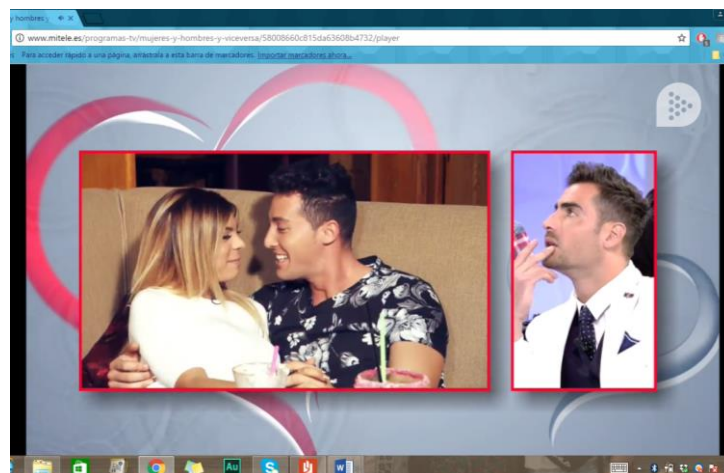 y hombres y
www.mitele.es/programas-tv/mujeres-y-hombres-y-viceversa/58008660c815da63608b4732/player
Para acceder rápido a una página, arrástrala a esta barra de marcadores. Importar marcadores ahora...
Au
S
W